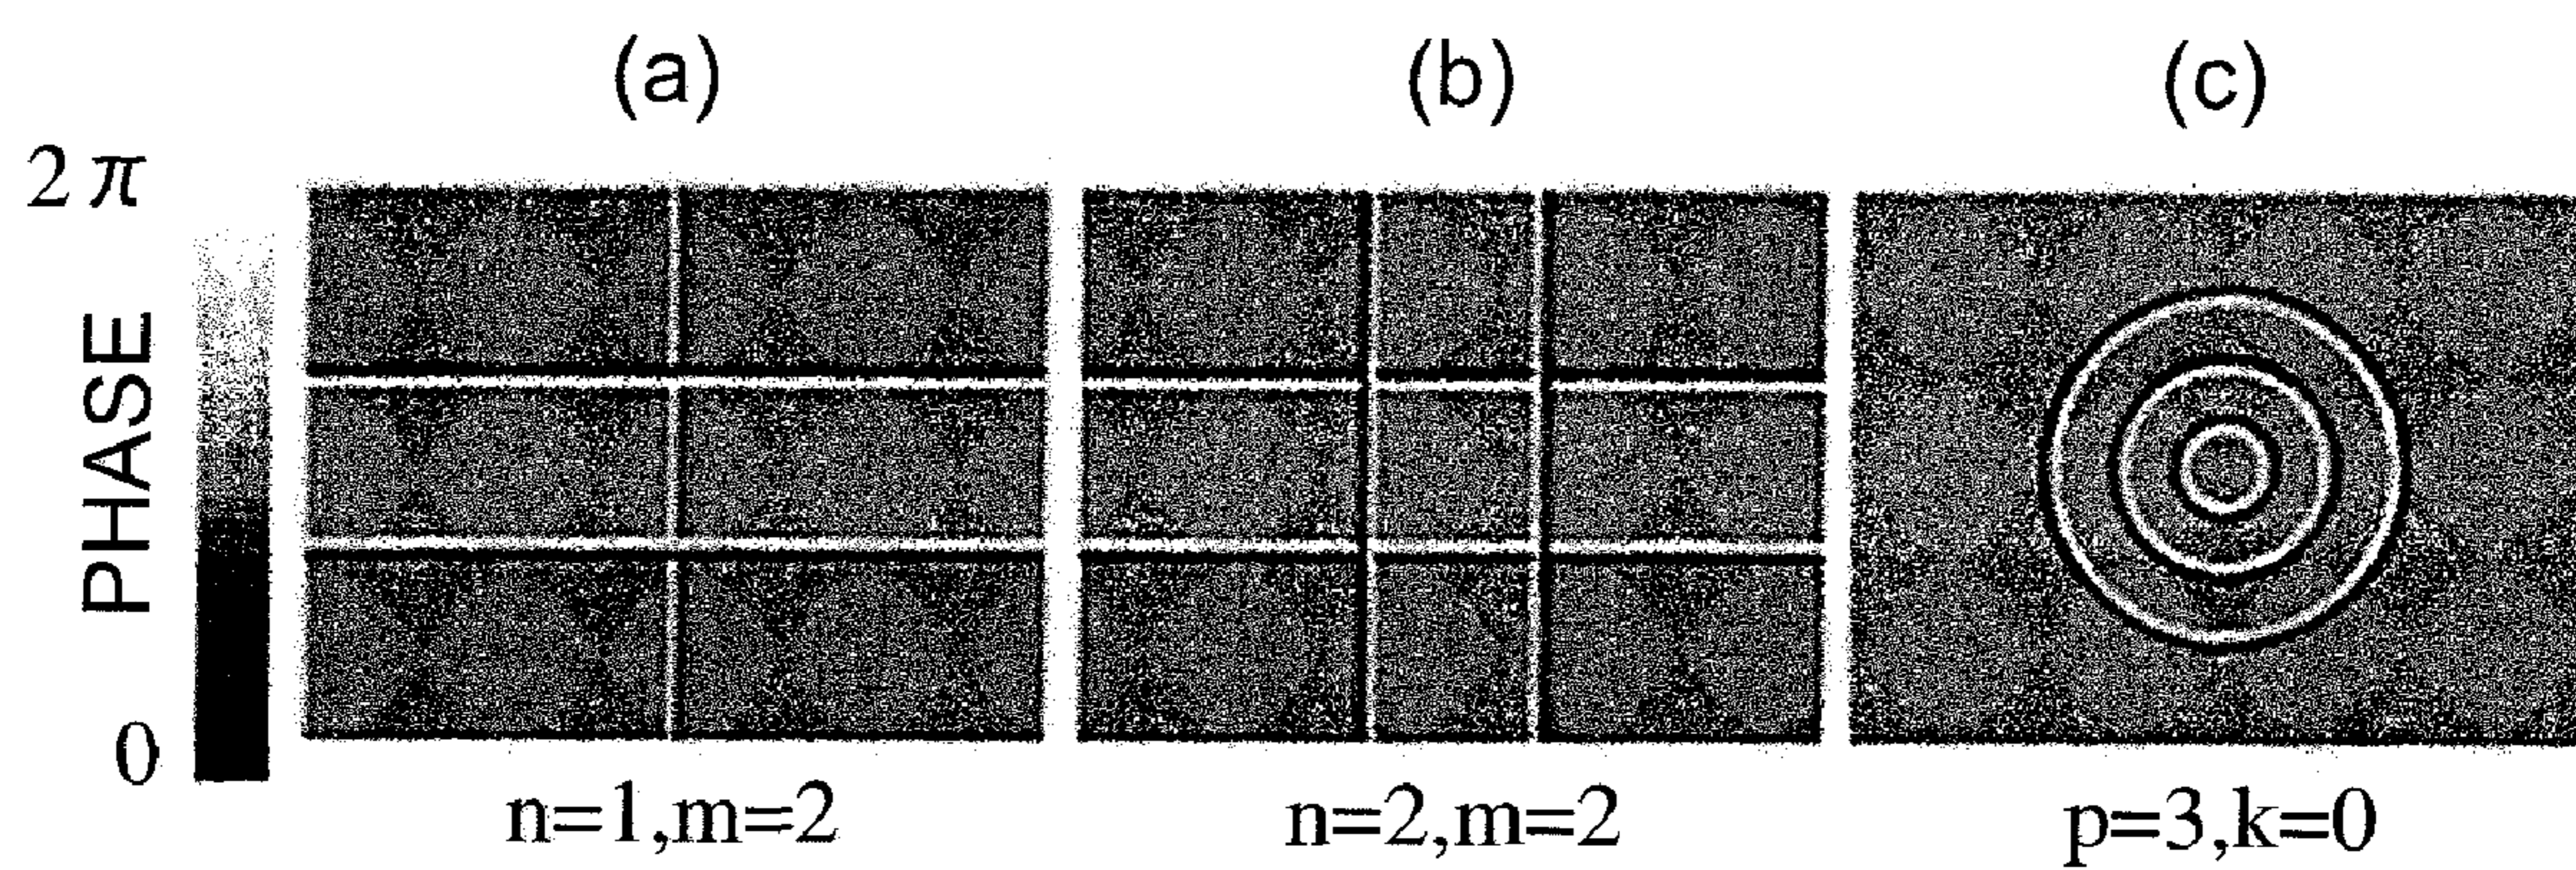 (a) (b) (c)
2π
PHASE
0
n=1,m=2 n=2,m=2 p=3,k=0